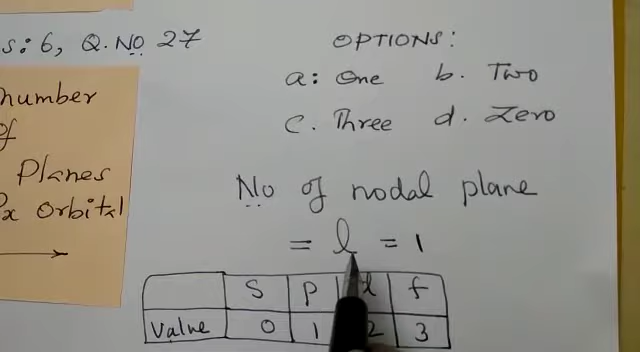 s: 6, Q. No 27
number
of
Planes
Px Orbital
OPTIONS:
a: One b. Two
c. Three d. Zero
No of nodal plane
= l = 1
S p d f
Value 0 1 2 3